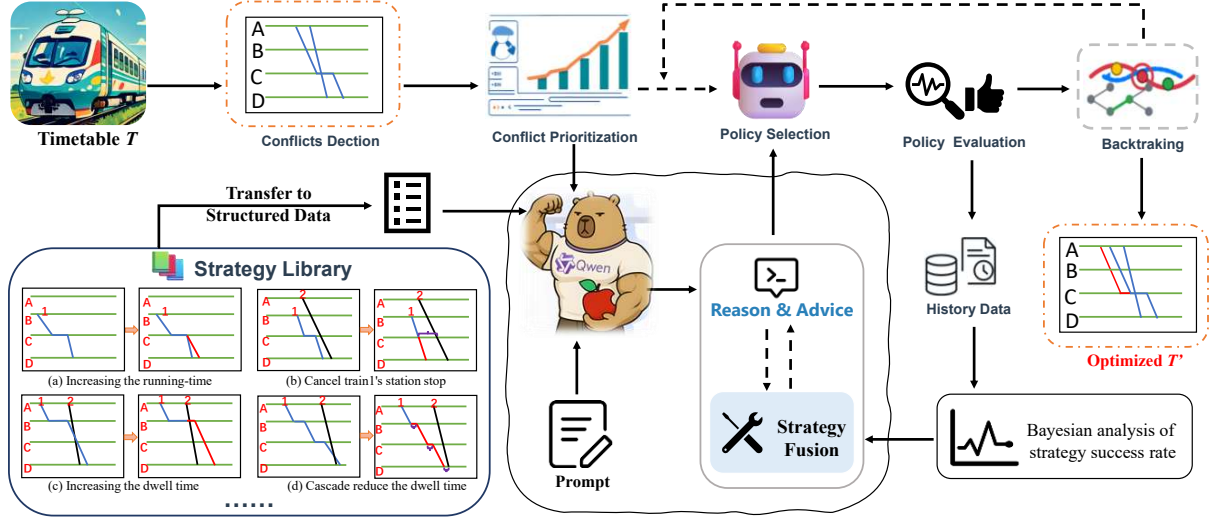 A
B
C
D
Timetable T
Conflicts Dection
Conflict Prioritization
Policy Selection
Policy Evaluation
Backtraking
Transfer to
Structured Data
Strategy Library
A
B
C
D
1
A
B
C
D
1
(a) Increasing the running-time
A
B
C
D
2
1
A
B
C
D
2
1
(b) Cancel train1's station stop
A
B
C
D
1
2
A
B
C
D
1
2
(c) Increasing the dwell time
A
B
C
D
1
2
A
B
C
D
1
2
(d) Cascade reduce the dwell time
......
Qwen
Prompt
Reason & Advice
Strategy
Fusion
History Data
A
B
C
D
Optimized T'
Bayesian analysis of
strategy success rate